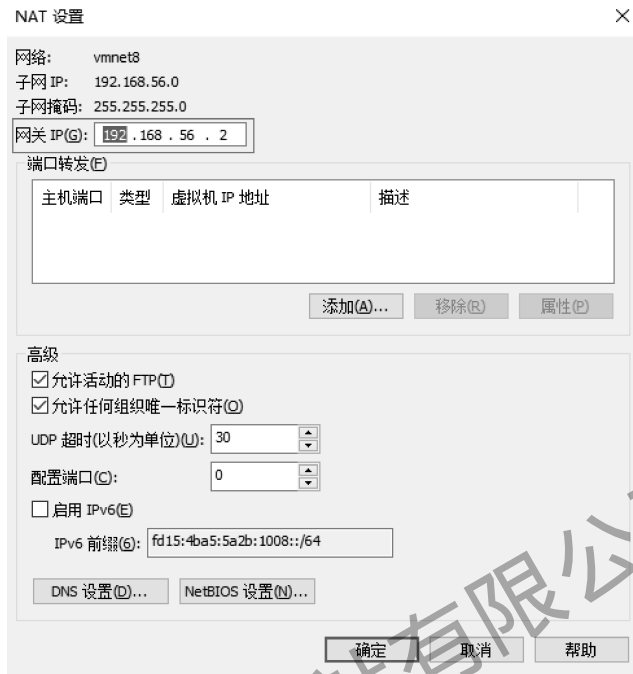 NAT 设置
网络: vmnet8
子网 IP: 192.168.56.0
子网掩码: 255.255.255.0
网关 IP(G): 192 . 168 . 56 . 2
端口转发(F)
主机端口 类型 虚拟机 IP 地址 描述
添加(A)... 移除(R) 属性(P)
高级
允许活动的 FTP(T)
允许任何组织唯一标识符(O)
UDP 超时(以秒为单位)(U): 30
配置端口(C): 0
启用 IPv6(E)
IPv6 前缀(6): fd15:4ba5:5a2b:1008::/64
DNS 设置(D)... NetBIOS 设置(N)...
确定 取消 帮助
有限公